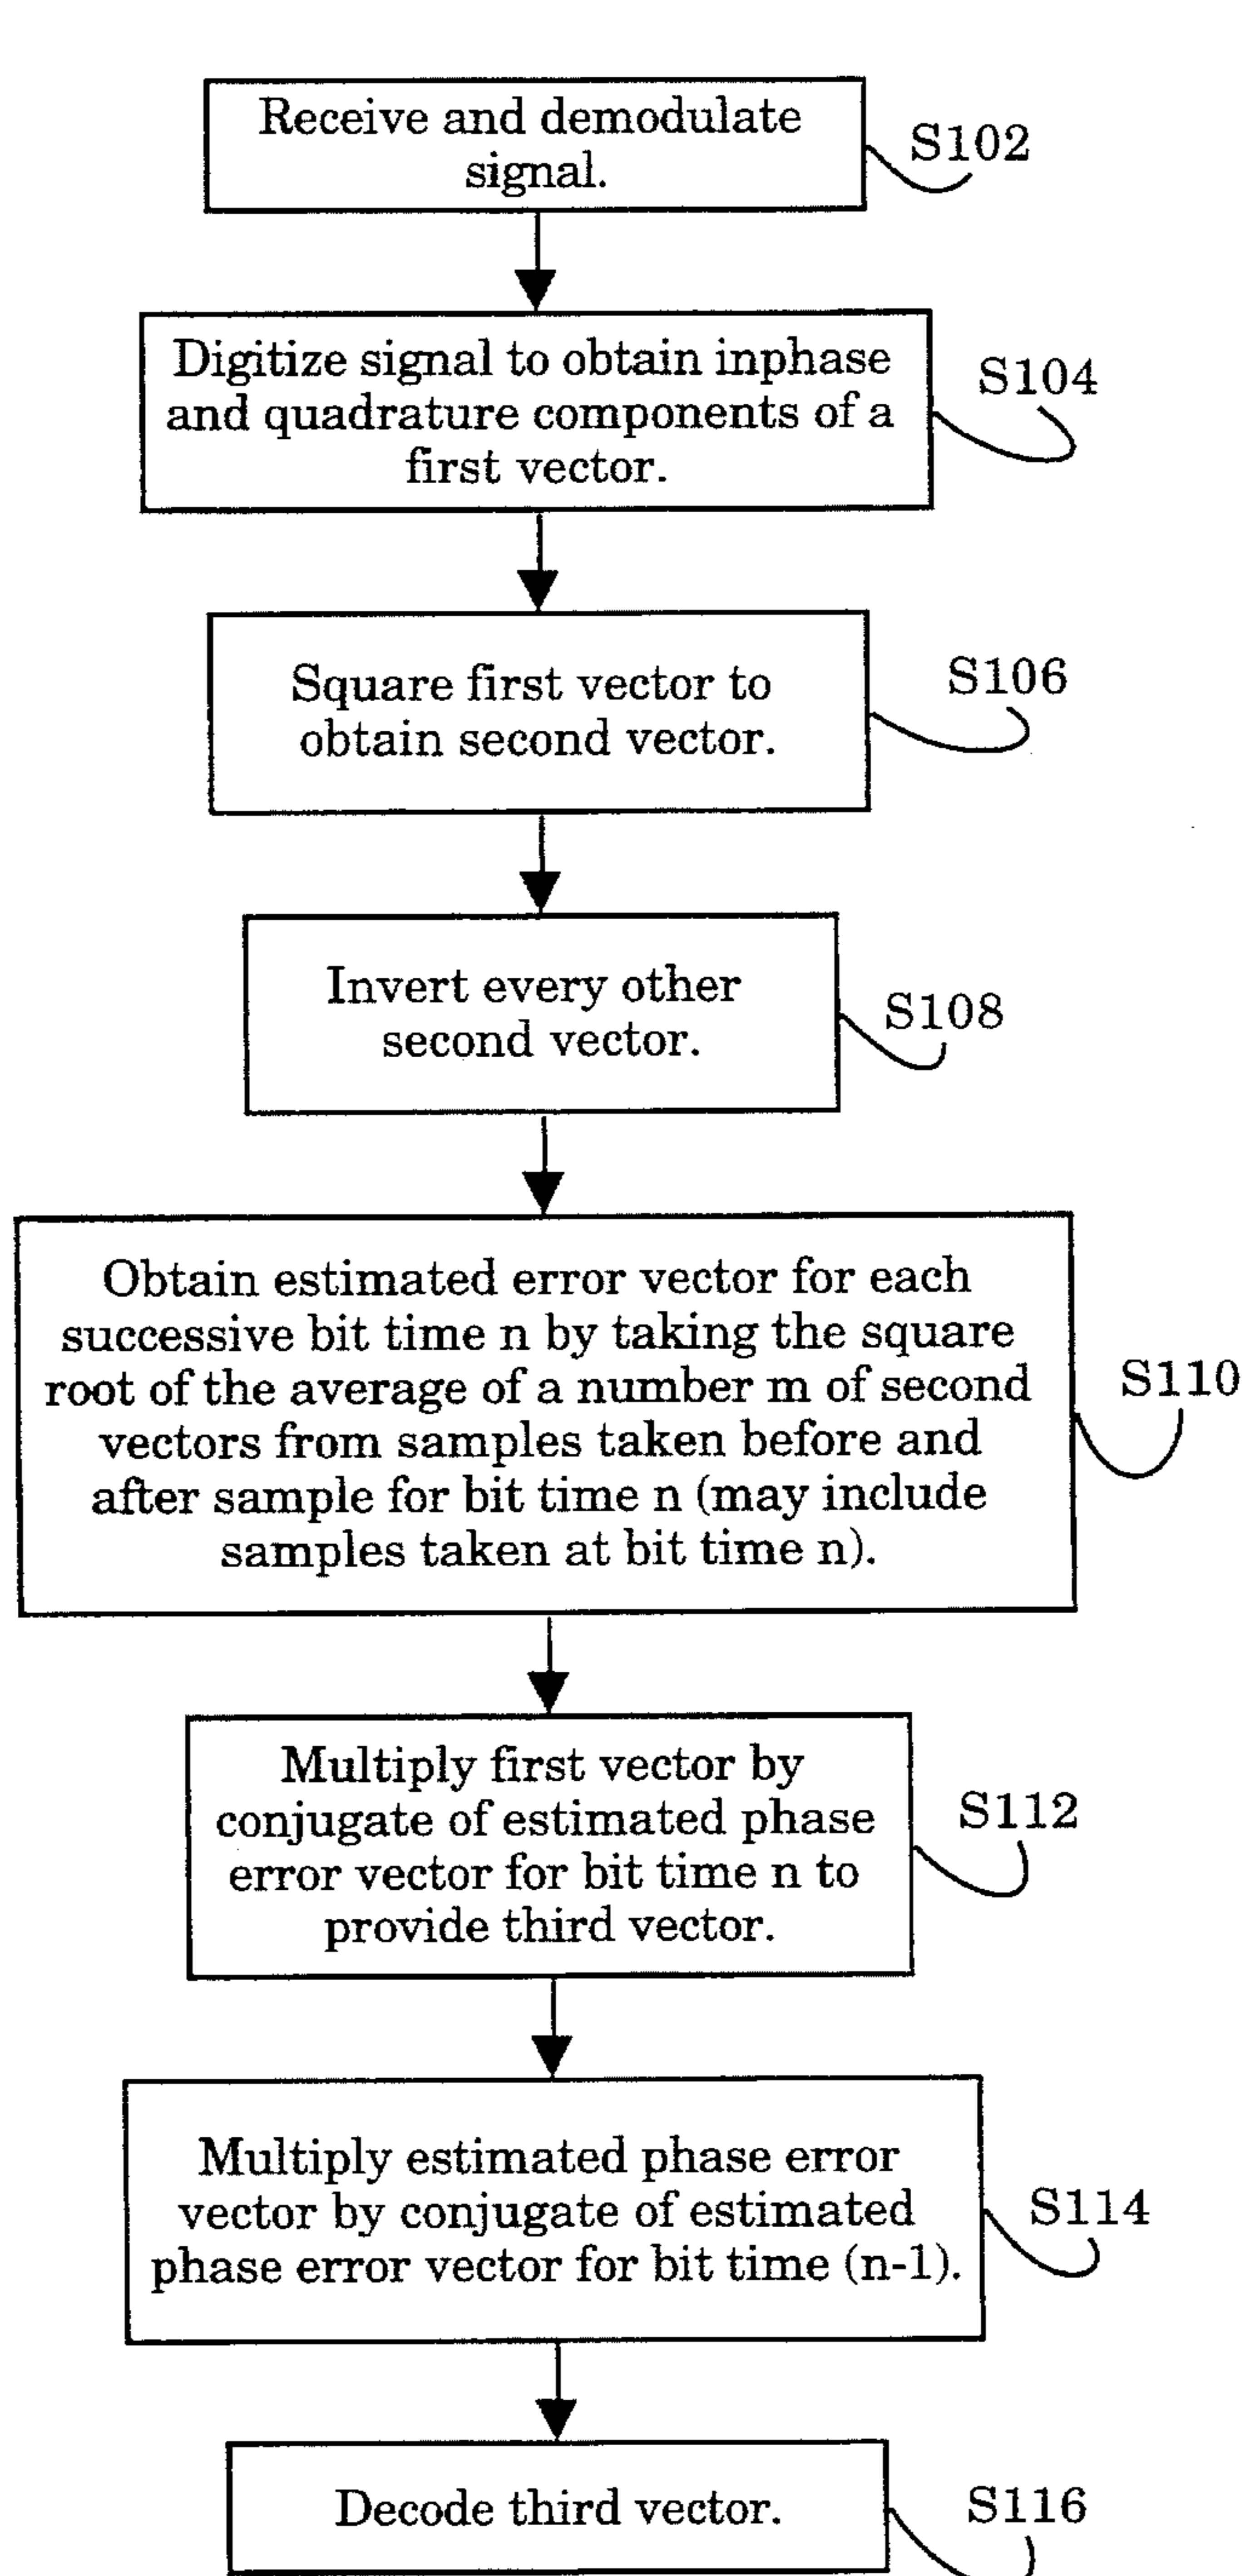 Receive and demodulate
signal.
S102
Digitize signal to obtain inphase
and quadrature components of a
first vector.
S104
Square first vector to
obtain second vector.
S106
Invert every other
second vector.
S108
Obtain estimated error vector for each
successive bit time n by taking the square
root of the average of a number m of second
vectors from samples taken before and
after sample for bit time n (may include
samples taken at bit time n).
S110
Multiply first vector by
conjugate of estimated phase
error vector for bit time n to
provide third vector.
S112
Multiply estimated phase error
vector by conjugate of estimated
phase error vector for bit time (n-1).
S114
Decode third vector.
S116